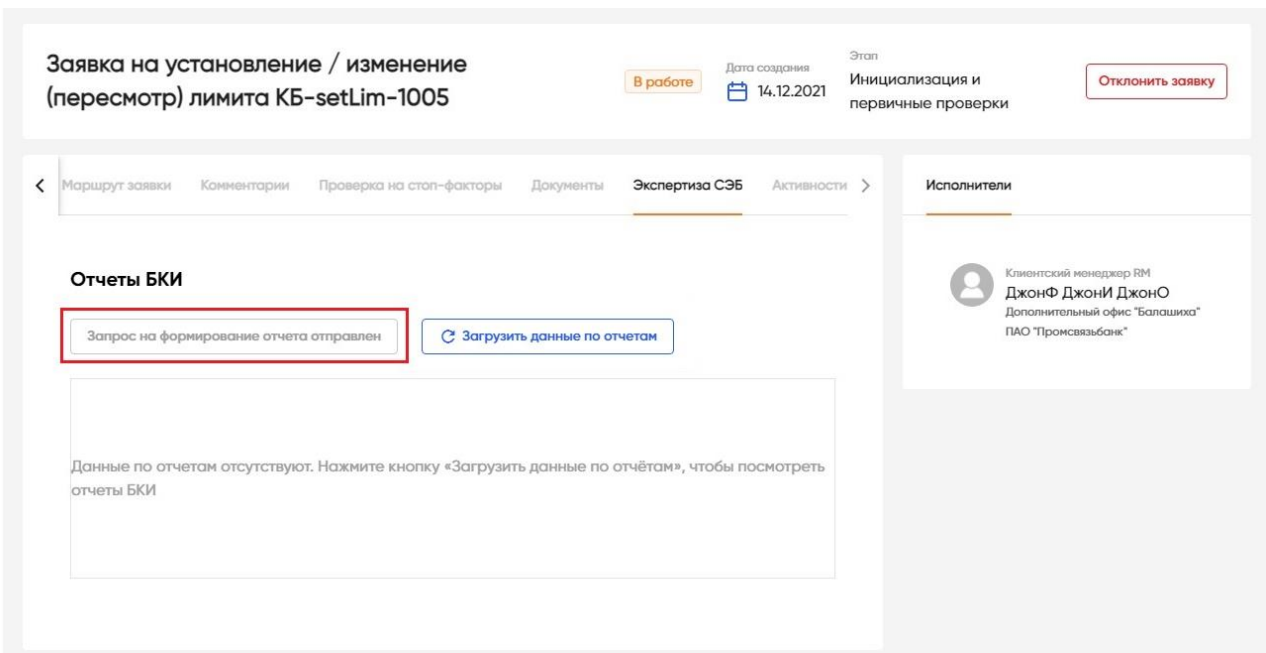 Заявка на установление / изменение
(пересмотр) лимита КБ-setLim-1005
В работе
Дата создания
14.12.2021
Этап
Инициализация и
первичные проверки
Отклонить заявку
Маршрут заявки
Комментарии
Проверка на стоп-факторы
Документы
Экспертиза СЭБ
Активности
Отчеты БКИ
Запрос на формирование отчета отправлен
Загрузить данные по отчетам
Данные по отчетам отсутствуют. Нажмите кнопку «Загрузить данные по отчётам», чтобы посмотреть
отчеты БКИ
Исполнители
Клиентский менеджер RM
ДжонФ ДжонИ ДжонО
Дополнительный офис "Балашиха"
ПАО "Промсвязьбанк"